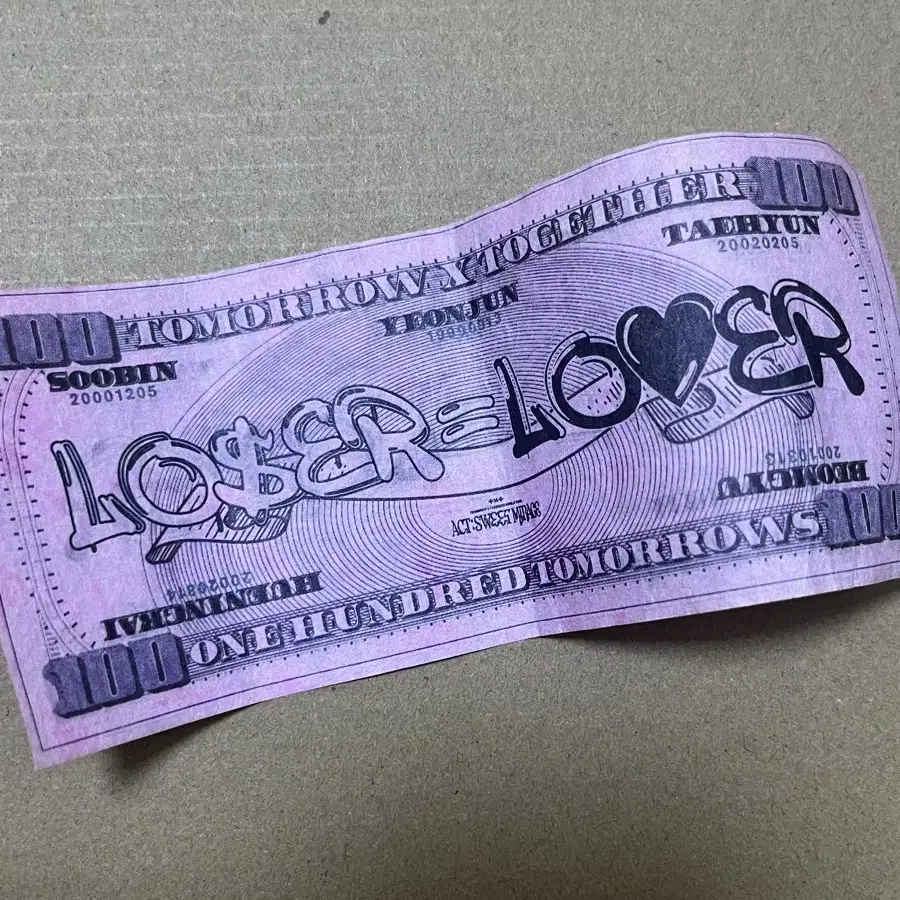 100 TOMORROW X TOGETHER 100
TAEHYUN
20020205
YEONJUN
19990913
SOOBIN
20001205
LO$ER=LO♥ER
BEOMGYU
20010313
ACT:SWEET MIRAGE
HUENINGKAI
20020814
100 ONE HUNDRED TOMORROWS 100